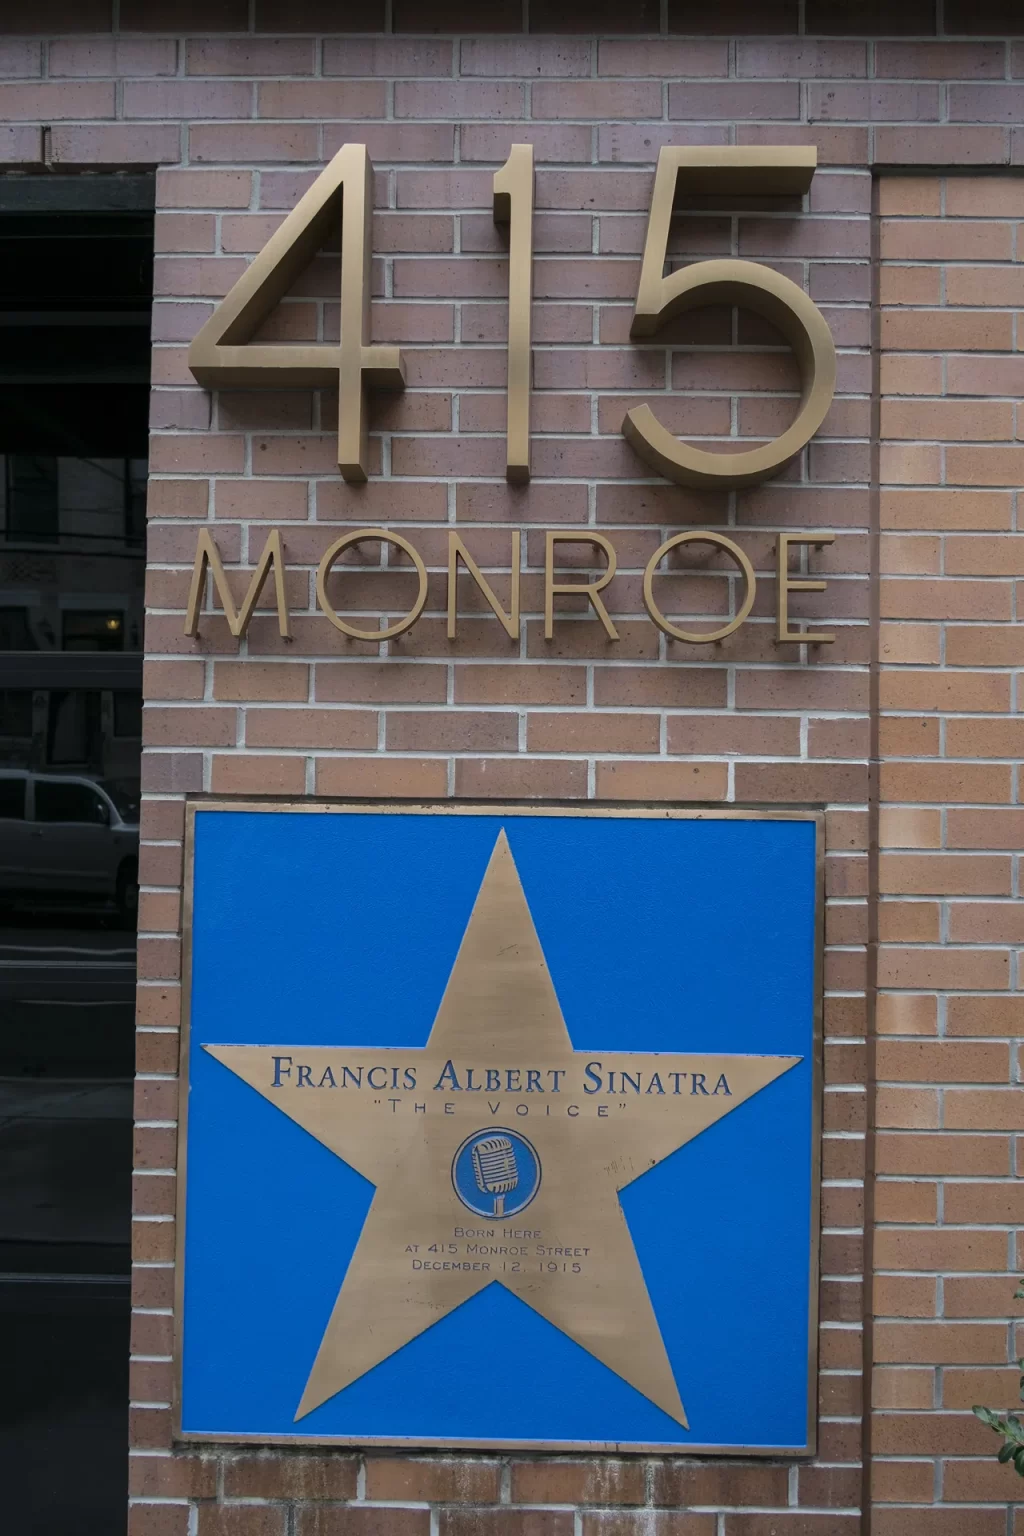 415
MONROE
FRANCIS ALBERT SINATRA
"THE VOICE"
BORN HERE
AT 415 MONROE STREET
DECEMBER 12, 1915